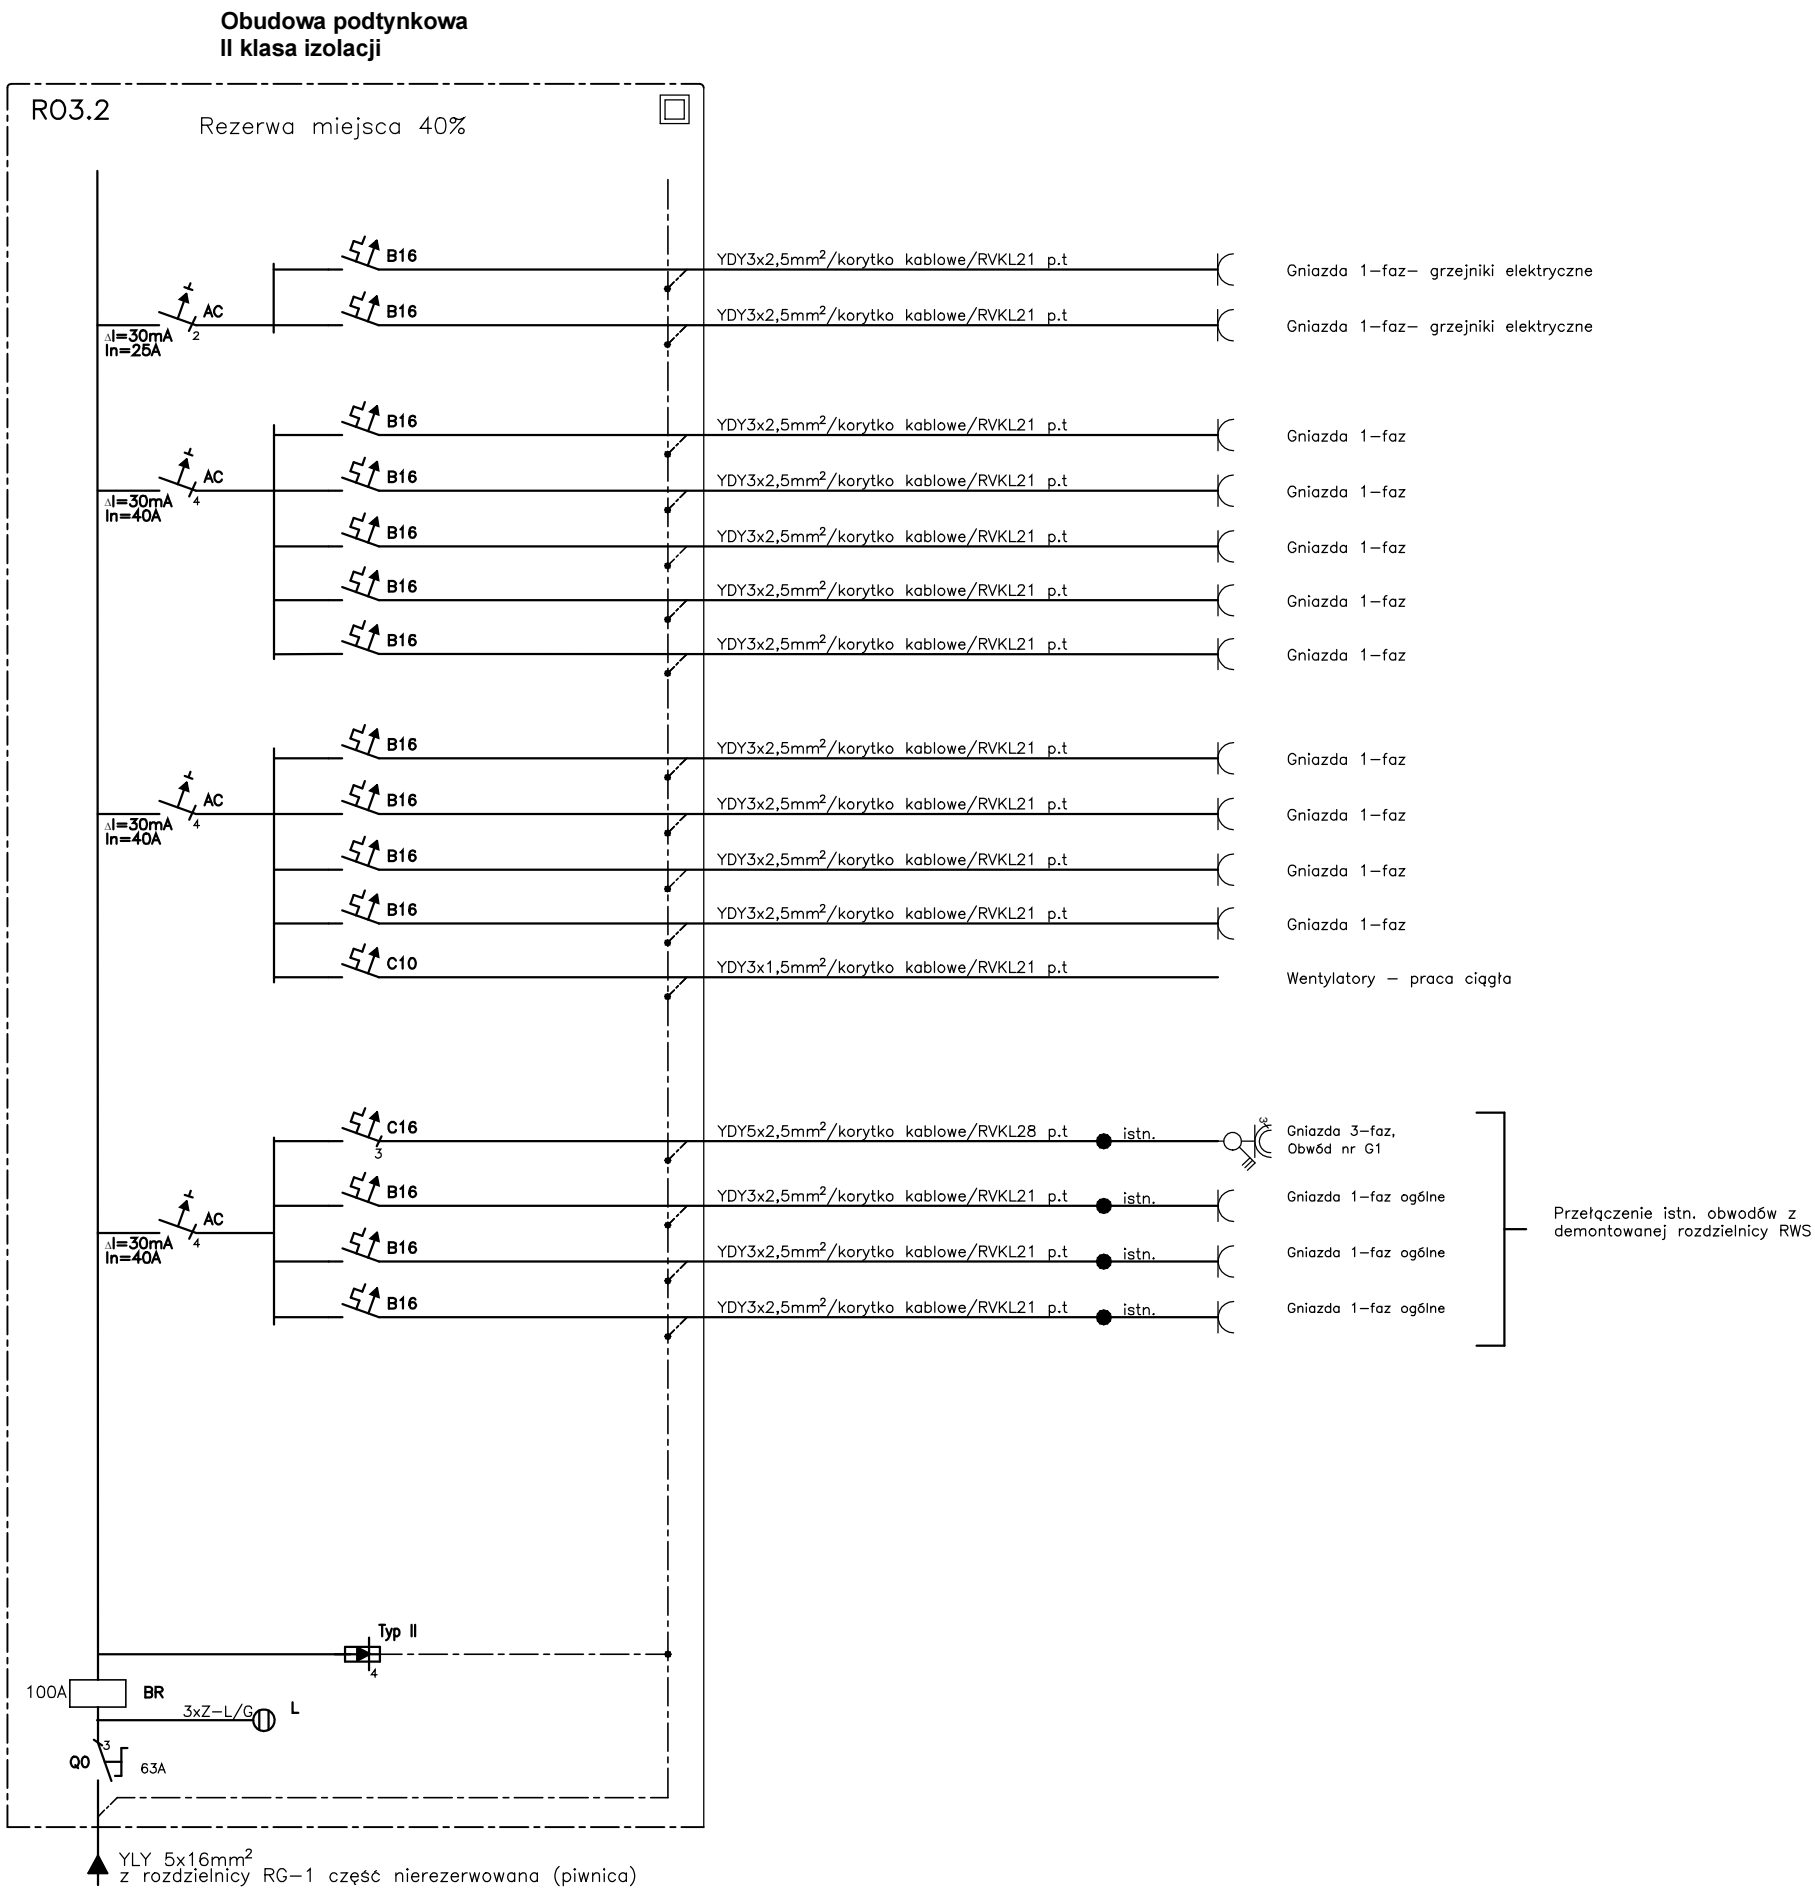 Obudowa podtynkowa
II klasa izolacji
R03.2
Rezerwa miejsca 40%
B16
YDY3x2,5mm²/korytko kablowe/RVKL21 p.t
Gniazda 1-faz- grzejniki elektryczne
AC
2
ΔI=30mA
In=25A
B16
YDY3x2,5mm²/korytko kablowe/RVKL21 p.t
Gniazda 1-faz- grzejniki elektryczne
B16
YDY3x2,5mm²/korytko kablowe/RVKL21 p.t
Gniazda 1-faz
AC
4
ΔI=30mA
In=40A
B16
YDY3x2,5mm²/korytko kablowe/RVKL21 p.t
Gniazda 1-faz
B16
YDY3x2,5mm²/korytko kablowe/RVKL21 p.t
Gniazda 1-faz
B16
YDY3x2,5mm²/korytko kablowe/RVKL21 p.t
Gniazda 1-faz
B16
YDY3x2,5mm²/korytko kablowe/RVKL21 p.t
Gniazda 1-faz
B16
YDY3x2,5mm²/korytko kablowe/RVKL21 p.t
Gniazda 1-faz
AC
4
ΔI=30mA
In=40A
B16
YDY3x2,5mm²/korytko kablowe/RVKL21 p.t
Gniazda 1-faz
B16
YDY3x2,5mm²/korytko kablowe/RVKL21 p.t
Gniazda 1-faz
B16
YDY3x2,5mm²/korytko kablowe/RVKL21 p.t
Gniazda 1-faz
C10
YDY3x1,5mm²/korytko kablowe/RVKL21 p.t
Wentylatory - praca ciągła
C16
3
YDY5x2,5mm²/korytko kablowe/RVKL28 p.t
istn.
3
Gniazda 3-faz,
Obwód nr G1
AC
4
ΔI=30mA
In=40A
B16
YDY3x2,5mm²/korytko kablowe/RVKL21 p.t
istn.
Gniazda 1-faz ogólne
B16
YDY3x2,5mm²/korytko kablowe/RVKL21 p.t
istn.
Gniazda 1-faz ogólne
B16
YDY3x2,5mm²/korytko kablowe/RVKL21 p.t
istn.
Gniazda 1-faz ogólne
Przełączenie istn. obwodów z
demontowanej rozdzielnicy RWS
Typ II
4
100A
BR
3xZ-L/G
L
3
Q0
63A
YLY 5x16mm²
z rozdzielnicy RG-1 część nierezerwowana (piwnica)